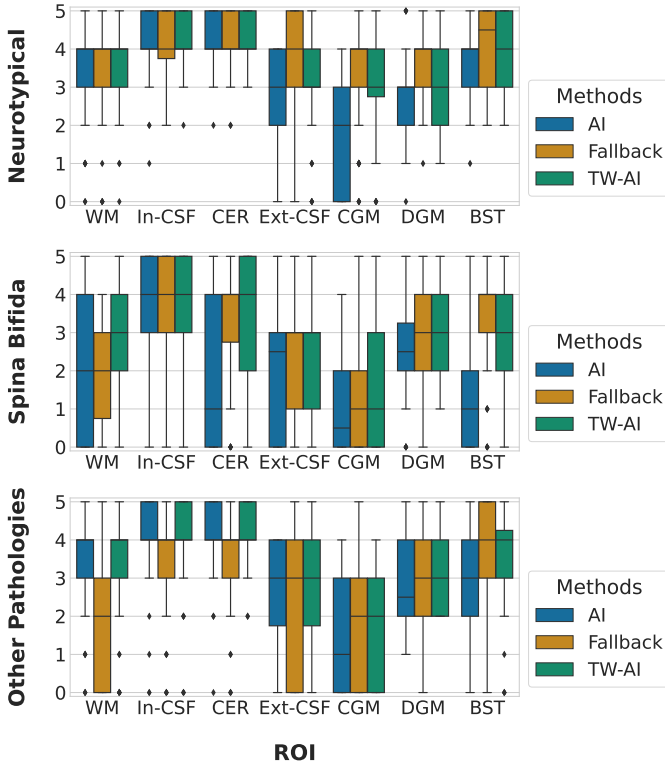 Neurotypical
5
4
3
2
1
0
WM In-CSF CER Ext-CSF CGM DGM BST
Methods
AI
Fallback
TW-AI
Spina Bifida
5
4
3
2
1
0
WM In-CSF CER Ext-CSF CGM DGM BST
Methods
AI
Fallback
TW-AI
Other Pathologies
5
4
3
2
1
0
WM In-CSF CER Ext-CSF CGM DGM BST
Methods
AI
Fallback
TW-AI
ROI